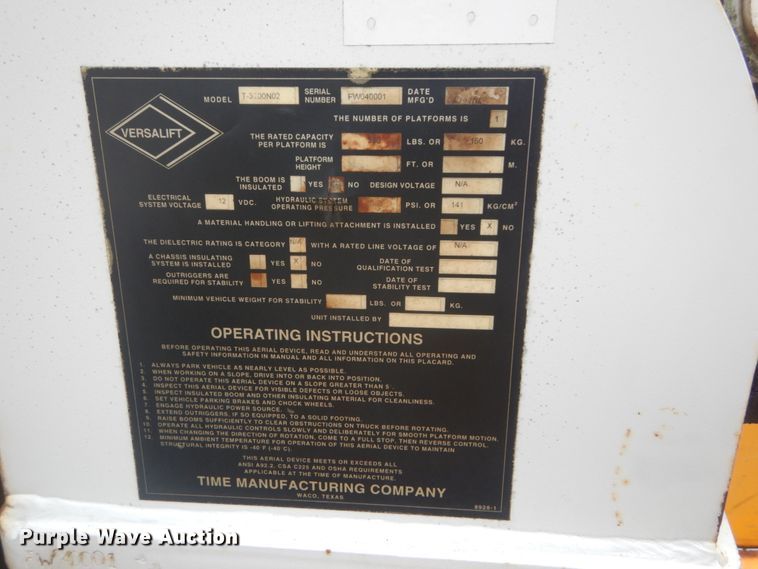 VERSALIFT
MODEL SERIAL NUMBER FW040001 DATE MFG'D
THE NUMBER OF PLATFORMS IS 1
THE RATED CAPACITY PER PLATFORM IS LBS. OR 150 KG.
PLATFORM HEIGHT FT. OR M.
THE BOOM IS INSULATED YES NO DESIGN VOLTAGE N/A
ELECTRICAL SYSTEM VOLTAGE 12 VDC. HYDRAULIC SYSTEM OPERATING PRESSURE PSI. OR 141 KG/CM²
A MATERIAL HANDLING OR LIFTING ATTACHMENT IS INSTALLED YES X NO
THE DIELECTRIC RATING IS CATEGORY N/A WITH A RATED LINE VOLTAGE OF N/A
A CHASSIS INSULATING SYSTEM IS INSTALLED YES X NO DATE OF QUALIFICATION TEST
OUTRIGGERS ARE REQUIRED FOR STABILITY YES NO DATE OF STABILITY TEST
MINIMUM VEHICLE WEIGHT FOR STABILITY LBS. OR KG.
UNIT INSTALLED BY
OPERATING INSTRUCTIONS
BEFORE OPERATING THIS AERIAL DEVICE, READ AND UNDERSTAND ALL OPERATING AND
SAFETY INFORMATION IN MANUAL AND ALL INFORMATION ON THIS PLACARD.
1. ALWAYS PARK VEHICLE AS NEARLY LEVEL AS POSSIBLE.
2. WHEN WORKING ON A SLOPE, DRIVE INTO OR BACK INTO POSITION.
3. DO NOT OPERATE THIS AERIAL DEVICE ON A SLOPE GREATER THAN 5
4. INSPECT THIS AERIAL DEVICE FOR VISIBLE DEFECTS OR LOOSE OBJECTS.
5. INSPECT INSULATED BOOM AND OTHER INSULATING MATERIAL FOR CLEANLINESS.
6. SET VEHICLE PARKING BRAKES AND CHOCK WHEELS.
7. ENGAGE HYDRAULIC POWER SOURCE.
8. EXTEND OUTRIGGERS, IF SO EQUIPPED, TO A SOLID FOOTING.
9. RAISE BOOMS SUFFICIENTLY TO CLEAR OBSTRUCTIONS ON TRUCK BEFORE ROTATING.
10. OPERATE ALL HYDRAULIC CONTROLS SLOWLY AND DELIBERATELY FOR SMOOTH PLATFORM MOTION.
11. WHEN CHANGING THE DIRECTION OF ROTATION, COME TO A FULL STOP, THEN REVERSE CONTROL.
12. MINIMUM AMBIENT TEMPERATURE FOR OPERATION OF THIS AERIAL DEVICE TO MAINTAIN
STRUCTURAL INTEGRITY IS -40 F (-40 C).
THIS AERIAL DEVICE MEETS OR EXCEEDS ALL
ANSI A92.2, CSA C225 AND OSHA REQUIREMENTS
APPLICABLE AT THE TIME OF MANUFACTURE.
TIME MANUFACTURING COMPANY
WACO, TEXAS
8928-1
Purple Wave Auction